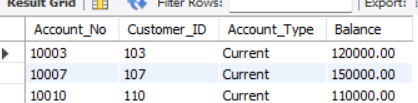 Result Grid Filter Rows: Export:
Account_No Customer_ID Account_Type Balance
10003 103 Current 120000.00
10007 107 Current 150000.00
10010 110 Current 110000.00